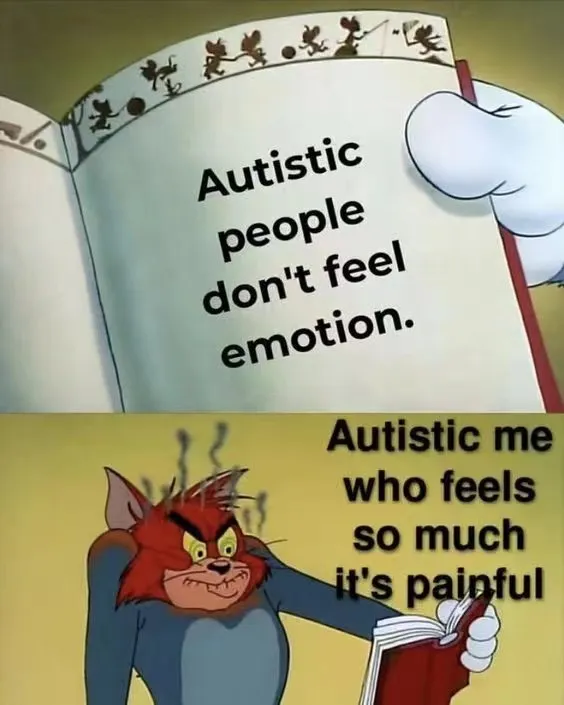 Autistic
people
don't feel
emotion.
Autistic me
who feels
so much
it's painful